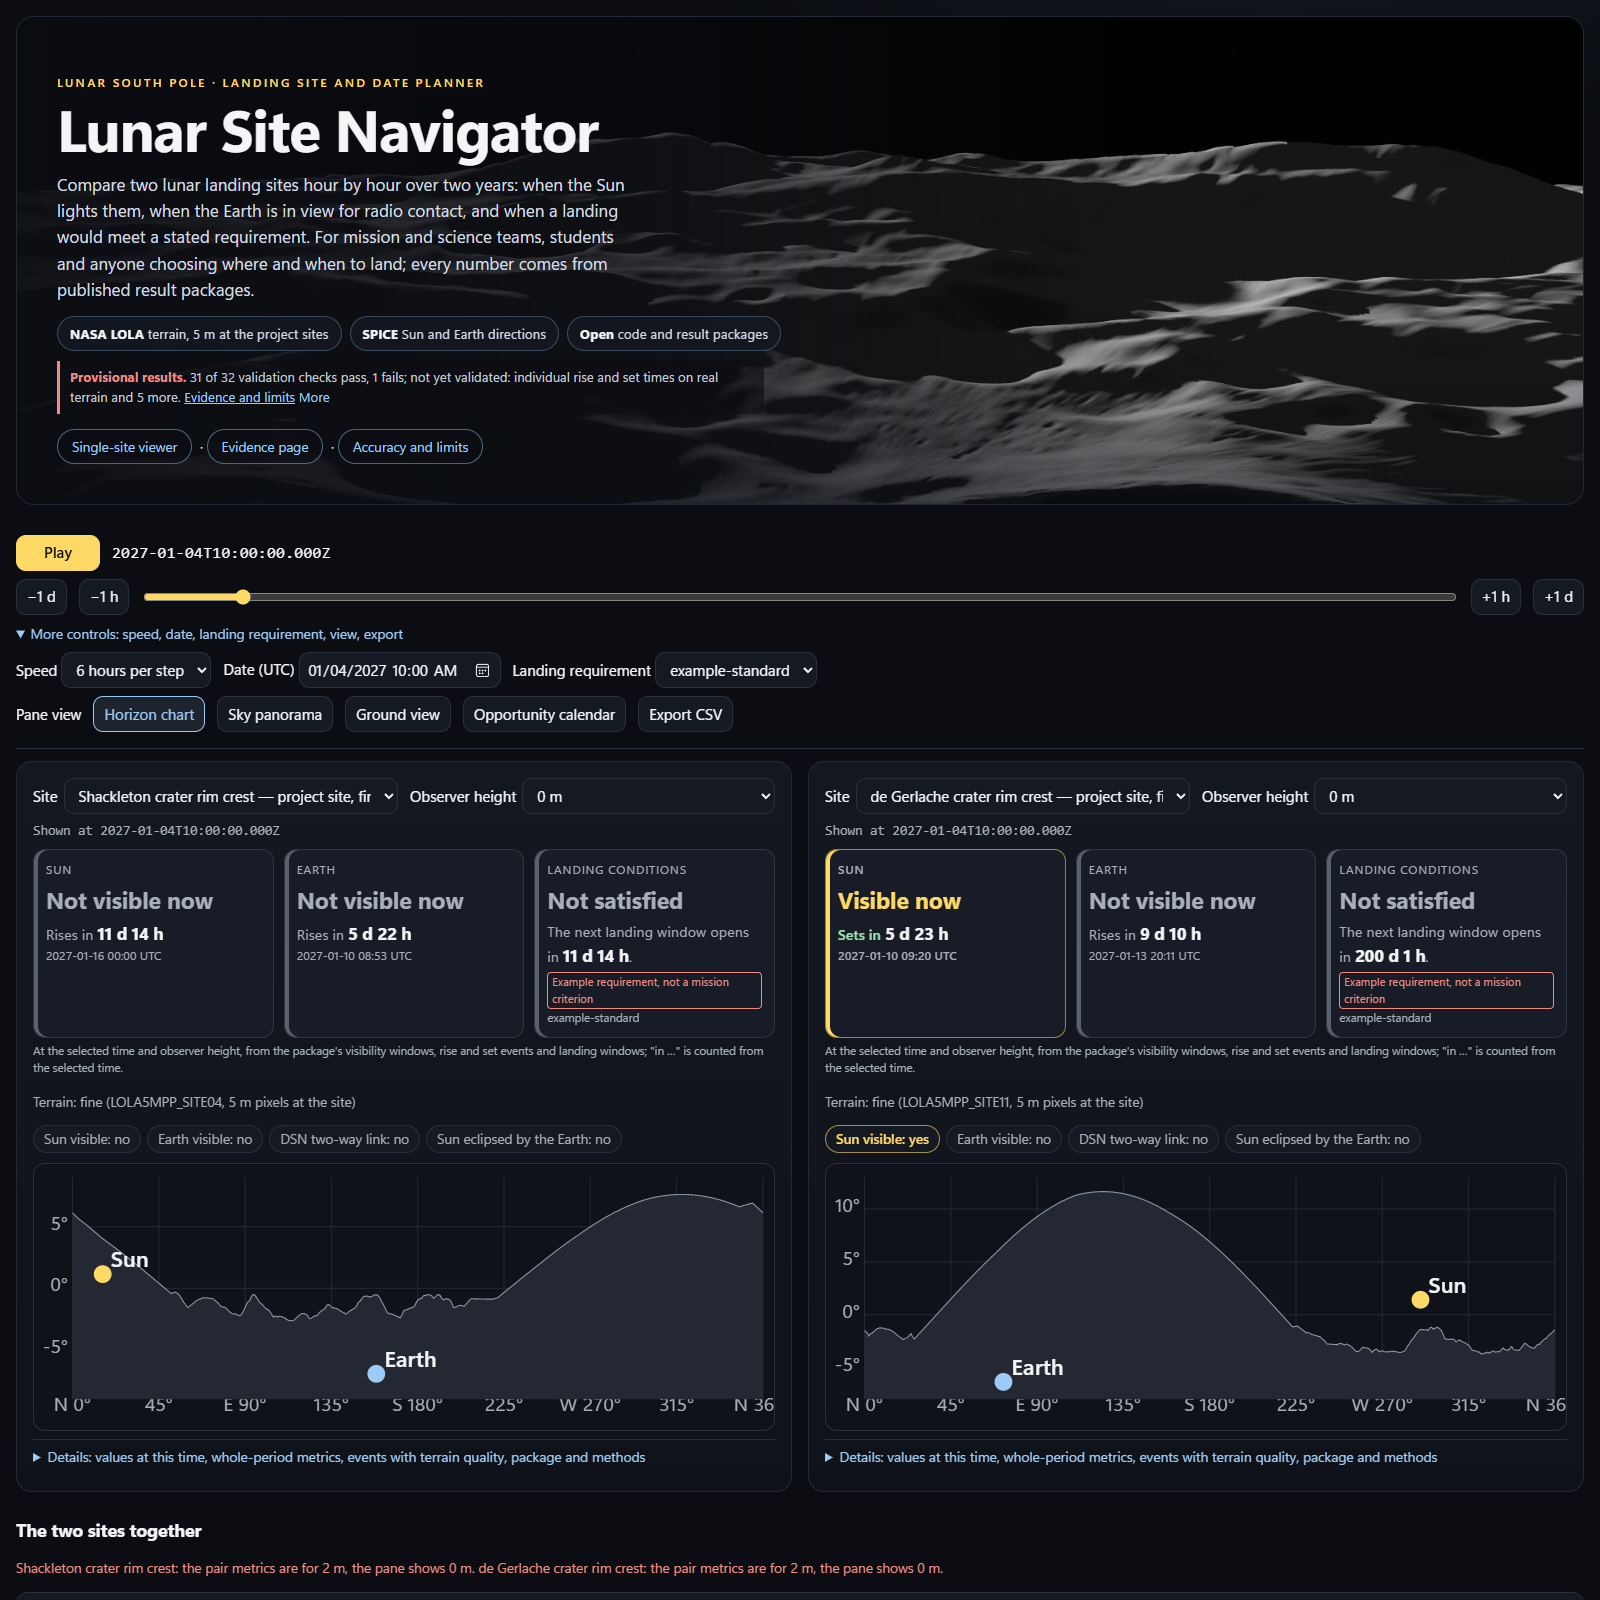 LUNAR SOUTH POLE · LANDING SITE AND DATE PLANNER
Lunar Site Navigator
Compare two lunar landing sites hour by hour over two years: when the Sun
lights them, when the Earth is in view for radio contact, and when a landing
would meet a stated requirement. For mission and science teams, students
and anyone choosing where and when to land; every number comes from
published result packages.
NASA LOLA terrain, 5 m at the project sites
SPICE Sun and Earth directions
Open code and result packages
Provisional results. 31 of 32 validation checks pass, 1 fails; not yet validated: individual rise and set times on real
terrain and 5 more. Evidence and limits More
Single-site viewer · Evidence page · Accuracy and limits
Play 2027-01-04T10:00:00.000Z
−1 d −1 h +1 h +1 d
▼ More controls: speed, date, landing requirement, view, export
Speed 6 hours per step Date (UTC) 01/04/2027 10:00 AM Landing requirement example-standard
Pane view Horizon chart Sky panorama Ground view Opportunity calendar Export CSV
Site Shackleton crater rim crest — project site, fir Observer height 0 m
Shown at 2027-01-04T10:00:00.000Z
SUN
Not visible now
Rises in 11 d 14 h
2027-01-16 00:00 UTC
EARTH
Not visible now
Rises in 5 d 22 h
2027-01-10 08:53 UTC
LANDING CONDITIONS
Not satisfied
The next landing window opens
in 11 d 14 h.
Example requirement, not a mission
criterion
example-standard
At the selected time and observer height, from the package's visibility windows, rise and set events and landing windows; "in ..." is counted from
the selected time.
Terrain: fine (LOLA5MPP_SITE04, 5 m pixels at the site)
Sun visible: no Earth visible: no DSN two-way link: no Sun eclipsed by the Earth: no
5°
0°
-5°
Sun
Earth
N 0° 45° E 90° 135° S 180° 225° W 270° 315° N 36
▶ Details: values at this time, whole-period metrics, events with terrain quality, package and methods
Site de Gerlache crater rim crest — project site, fi Observer height 0 m
Shown at 2027-01-04T10:00:00.000Z
SUN
Visible now
Sets in 5 d 23 h
2027-01-10 09:20 UTC
EARTH
Not visible now
Rises in 9 d 10 h
2027-01-13 20:11 UTC
LANDING CONDITIONS
Not satisfied
The next landing window opens
in 200 d 1 h.
Example requirement, not a mission
criterion
example-standard
At the selected time and observer height, from the package's visibility windows, rise and set events and landing windows; "in ..." is counted from
the selected time.
Terrain: fine (LOLA5MPP_SITE11, 5 m pixels at the site)
Sun visible: yes Earth visible: no DSN two-way link: no Sun eclipsed by the Earth: no
10°
5°
0°
-5°
Sun
Earth
N 0° 45° E 90° 135° S 180° 225° W 270° 315° N 36
▶ Details: values at this time, whole-period metrics, events with terrain quality, package and methods
The two sites together
Shackleton crater rim crest: the pair metrics are for 2 m, the pane shows 0 m. de Gerlache crater rim crest: the pair metrics are for 2 m, the pane shows 0 m.